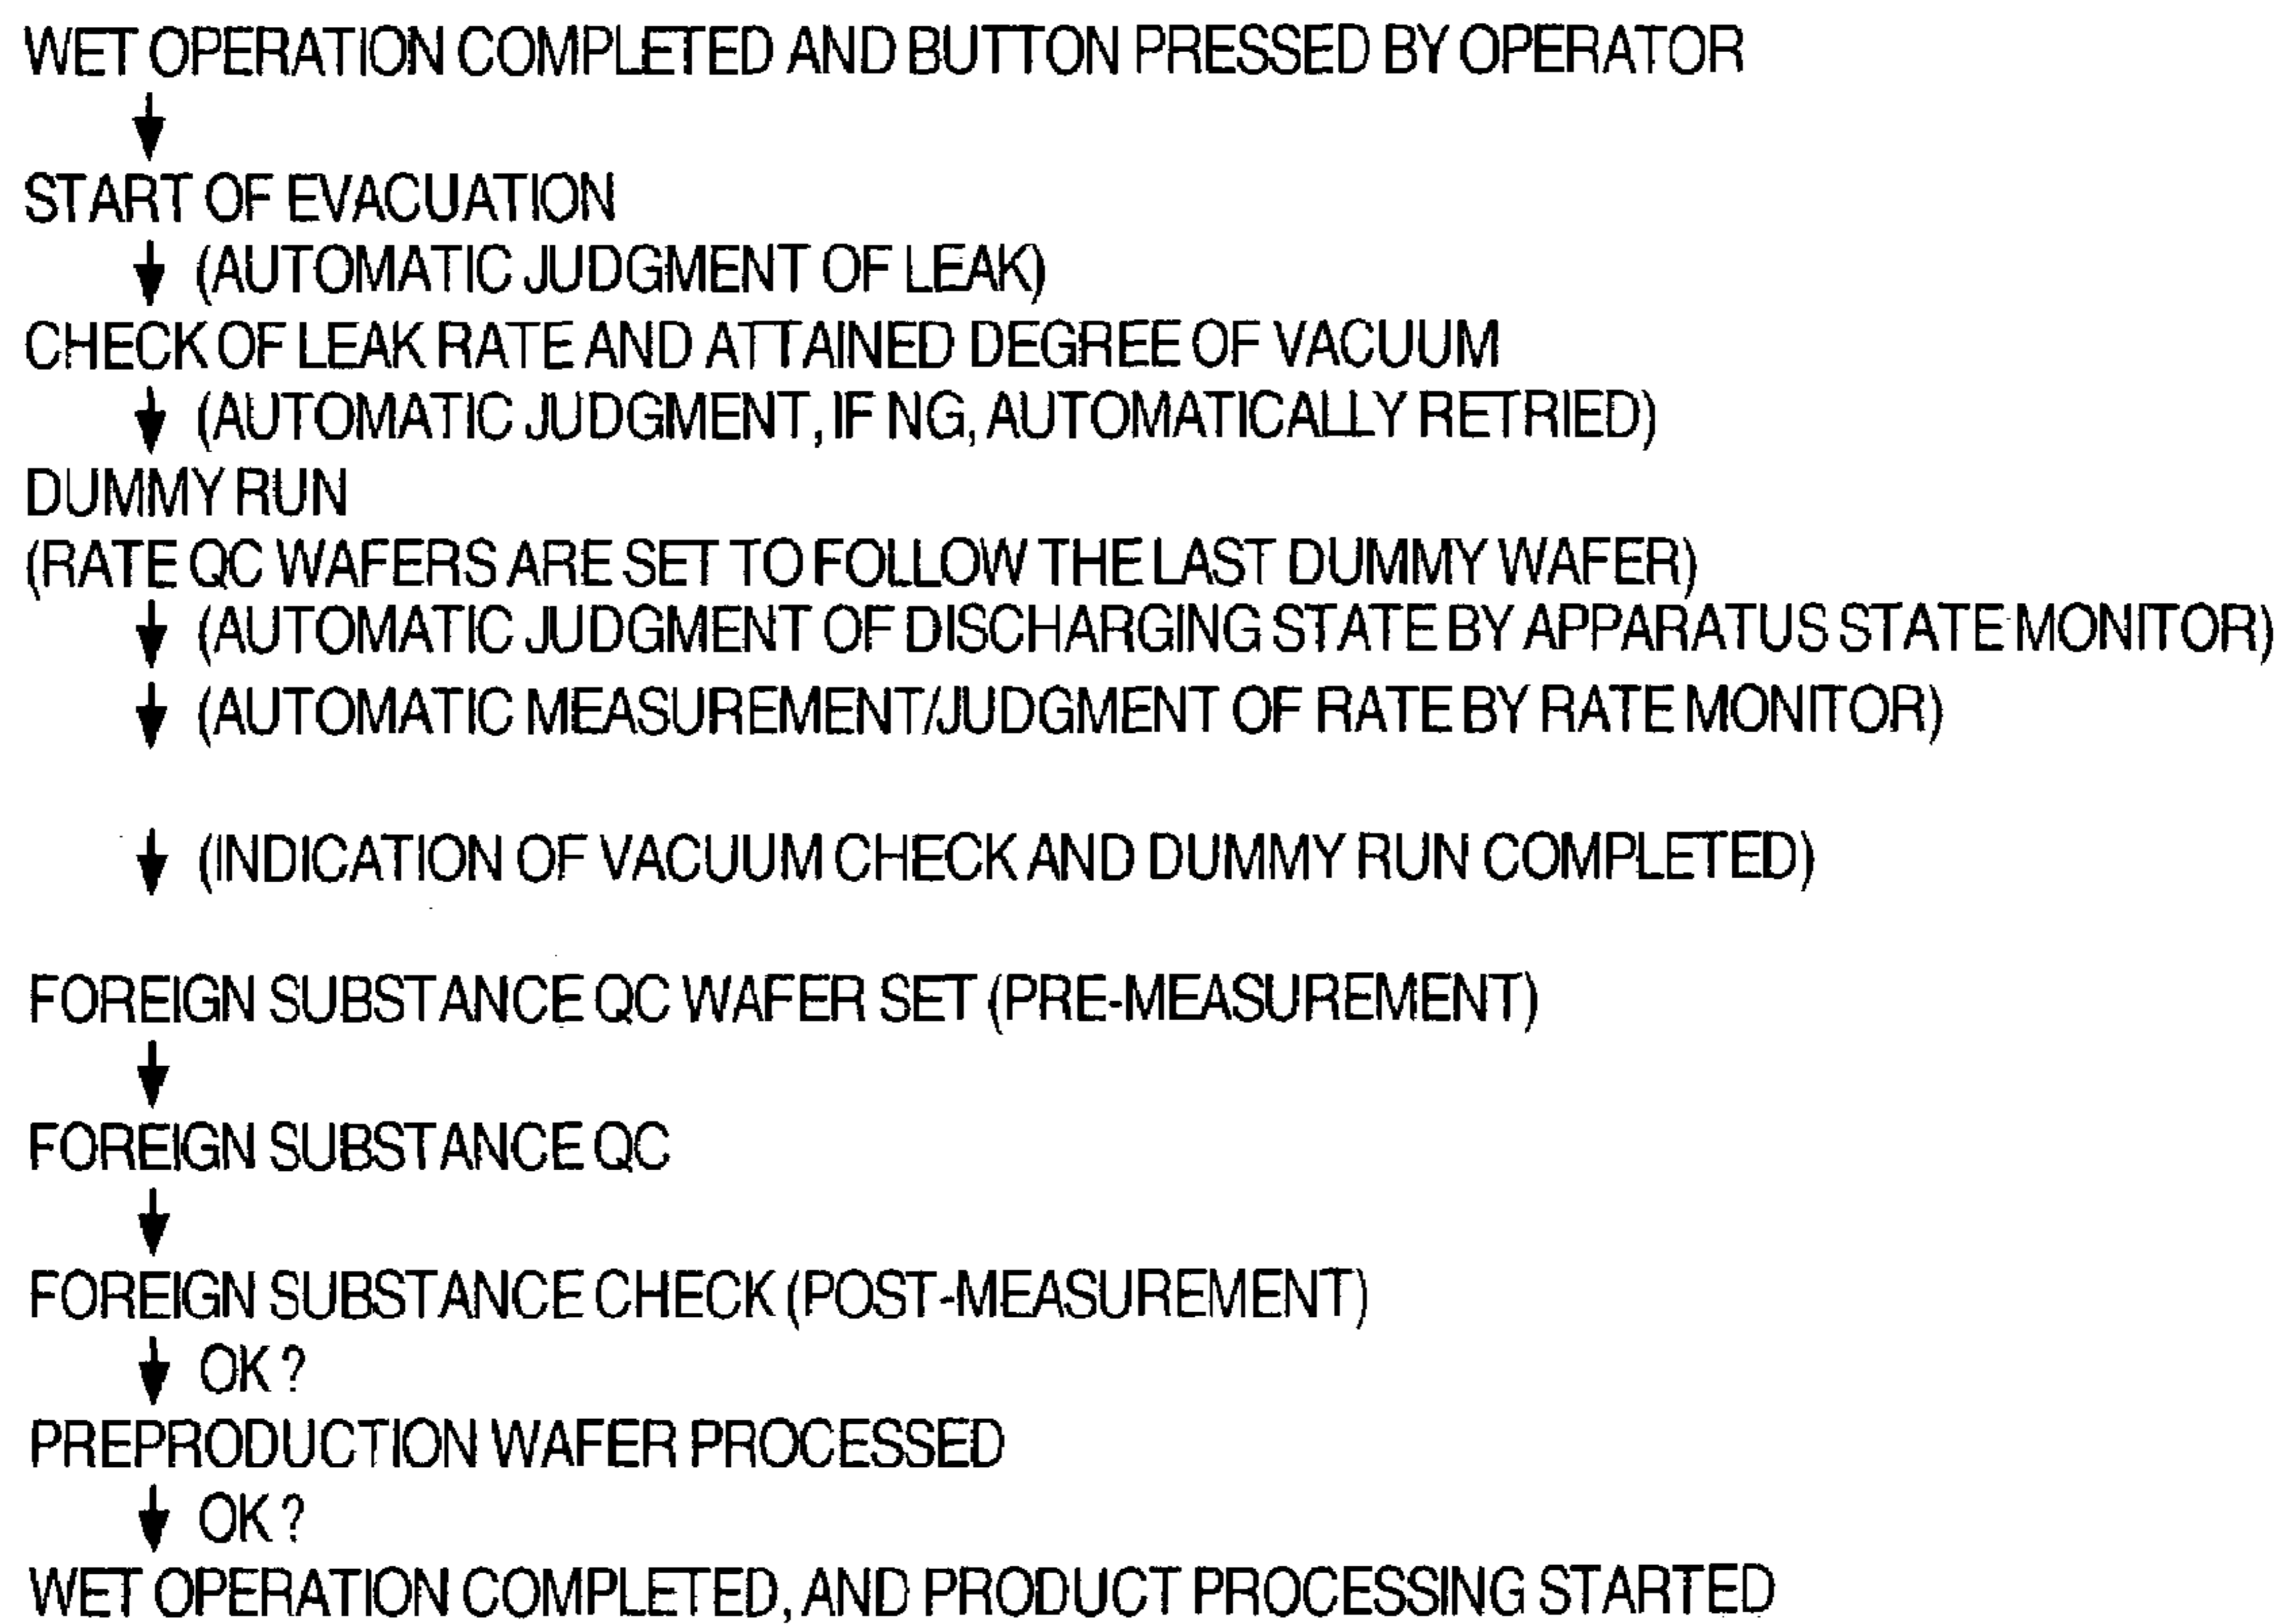 WET OPERATION COMPLETED AND BUTTON PRESSED BY OPERATOR
START OF EVACUATION
(AUTOMATIC JUDGMENT OF LEAK)
CHECK OF LEAK RATE AND ATTAINED DEGREE OF VACUUM
(AUTOMATIC JUDGMENT, IF NG, AUTOMATICALLY RETRIED)
DUMMY RUN
(RATE QC WAFERS ARE SET TO FOLLOW THE LAST DUMMY WAFER)
(AUTOMATIC JUDGMENT OF DISCHARGING STATE BY APPARATUS STATE MONITOR)
(AUTOMATIC MEASUREMENT/JUDGMENT OF RATE BY RATE MONITOR)
(INDICATION OF VACUUM CHECK AND DUMMY RUN COMPLETED)
FOREIGN SUBSTANCE QC WAFER SET (PRE-MEASUREMENT)
FOREIGN SUBSTANCE QC
FOREIGN SUBSTANCE CHECK (POST-MEASUREMENT)
OK?
PREPRODUCTION WAFER PROCESSED
OK?
WET OPERATION COMPLETED, AND PRODUCT PROCESSING STARTED